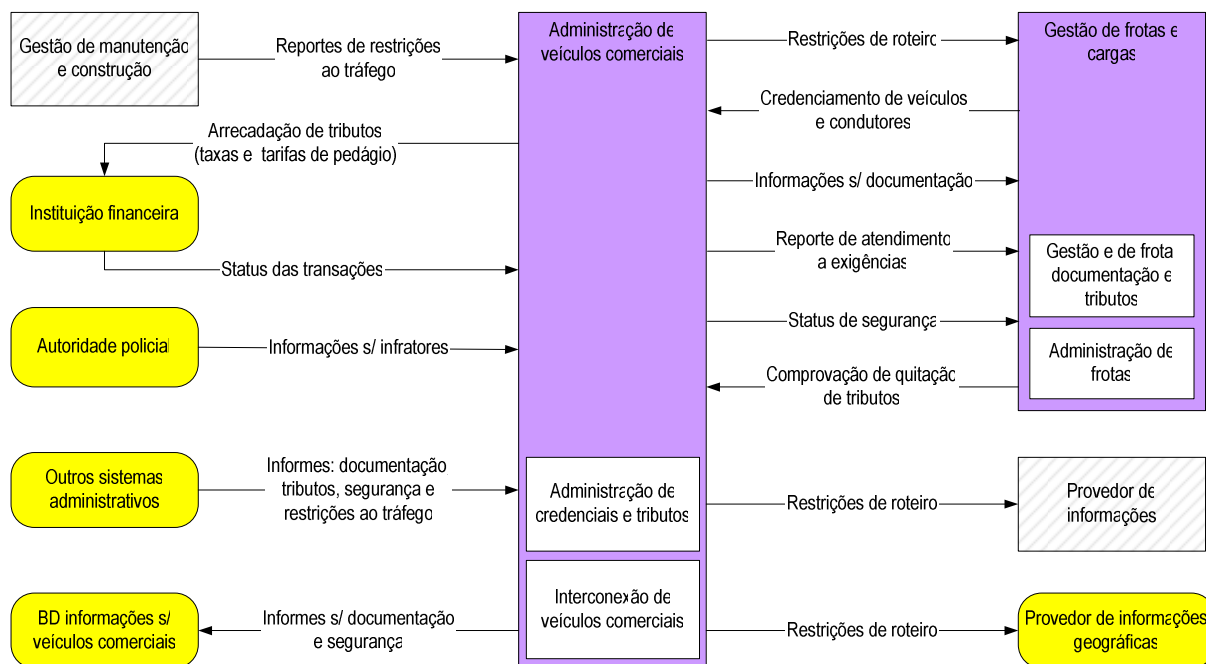 Gestão de manutenção
e construção
Reportes de restrições
ao tráfego
Administração de
veículos comerciais
Restrições de roteiro
Gestão de frotas e
cargas
Credenciamento de veículos
e condutores
Arrecadação de tributos
(taxas e tarifas de pedágio)
Informações s/ documentação
Instituição financeira
Reporte de atendimento
a exigências
Gestão e de frota
documentação e
tributos
Status das transações
Status de segurança
Autoridade policial
Informações s/ infratores
Administração de
frotas
Comprovação de quitação
de tributos
Outros sistemas
administrativos
Informes: documentação
tributos, segurança e
restrições ao tráfego
Administração de
credenciais e tributos
Restrições de roteiro
Provedor de
informações
BD informações s/
veículos comerciais
Informes s/ documentação
e segurança
Interconexão de
veículos comerciais
Restrições de roteiro
Provedor de informações
geográficas